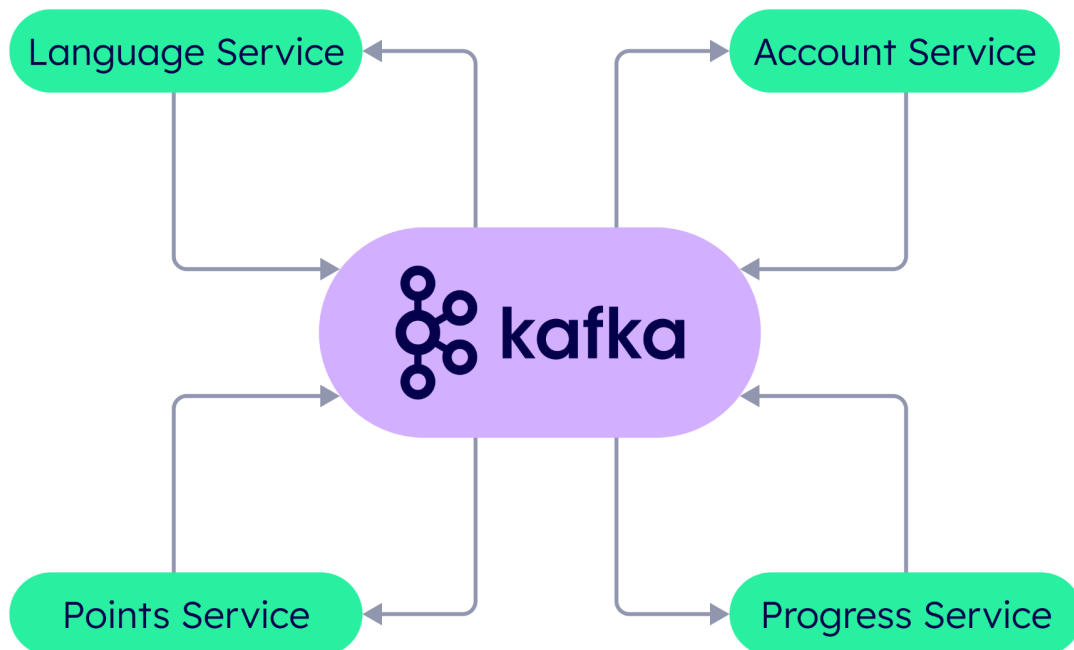 Language Service
Account Service
kafka
Points Service
Progress Service